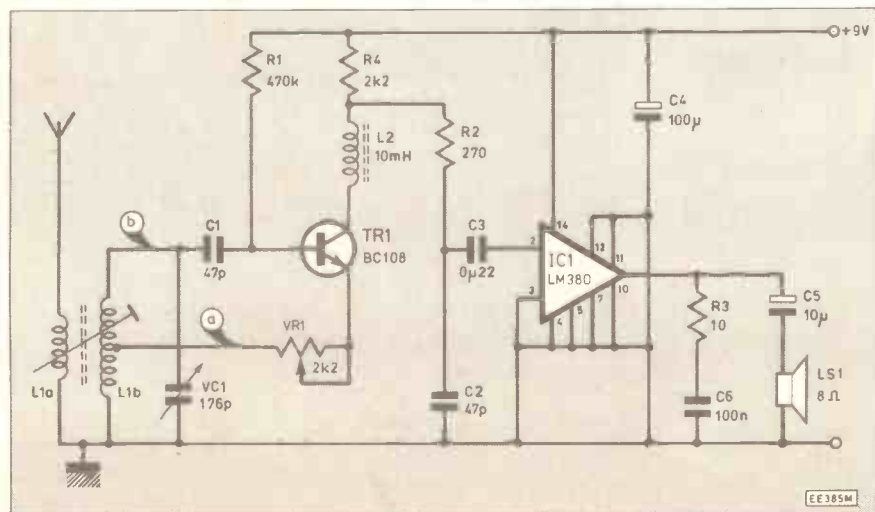 +9V
R1
470k
R4
2k2
C4
100µ
L2
10mH
R2
270
b
C1
47p
TR1
BC108
C3
0µ22
14
2
12
11
IC1
LM380
10
3
7
4
5
a
VR1
2k2
C5
10µ
R3
10
L1a
L1b
VC1
176p
C2
47p
C6
100n
LS1
8Ω
EE385M